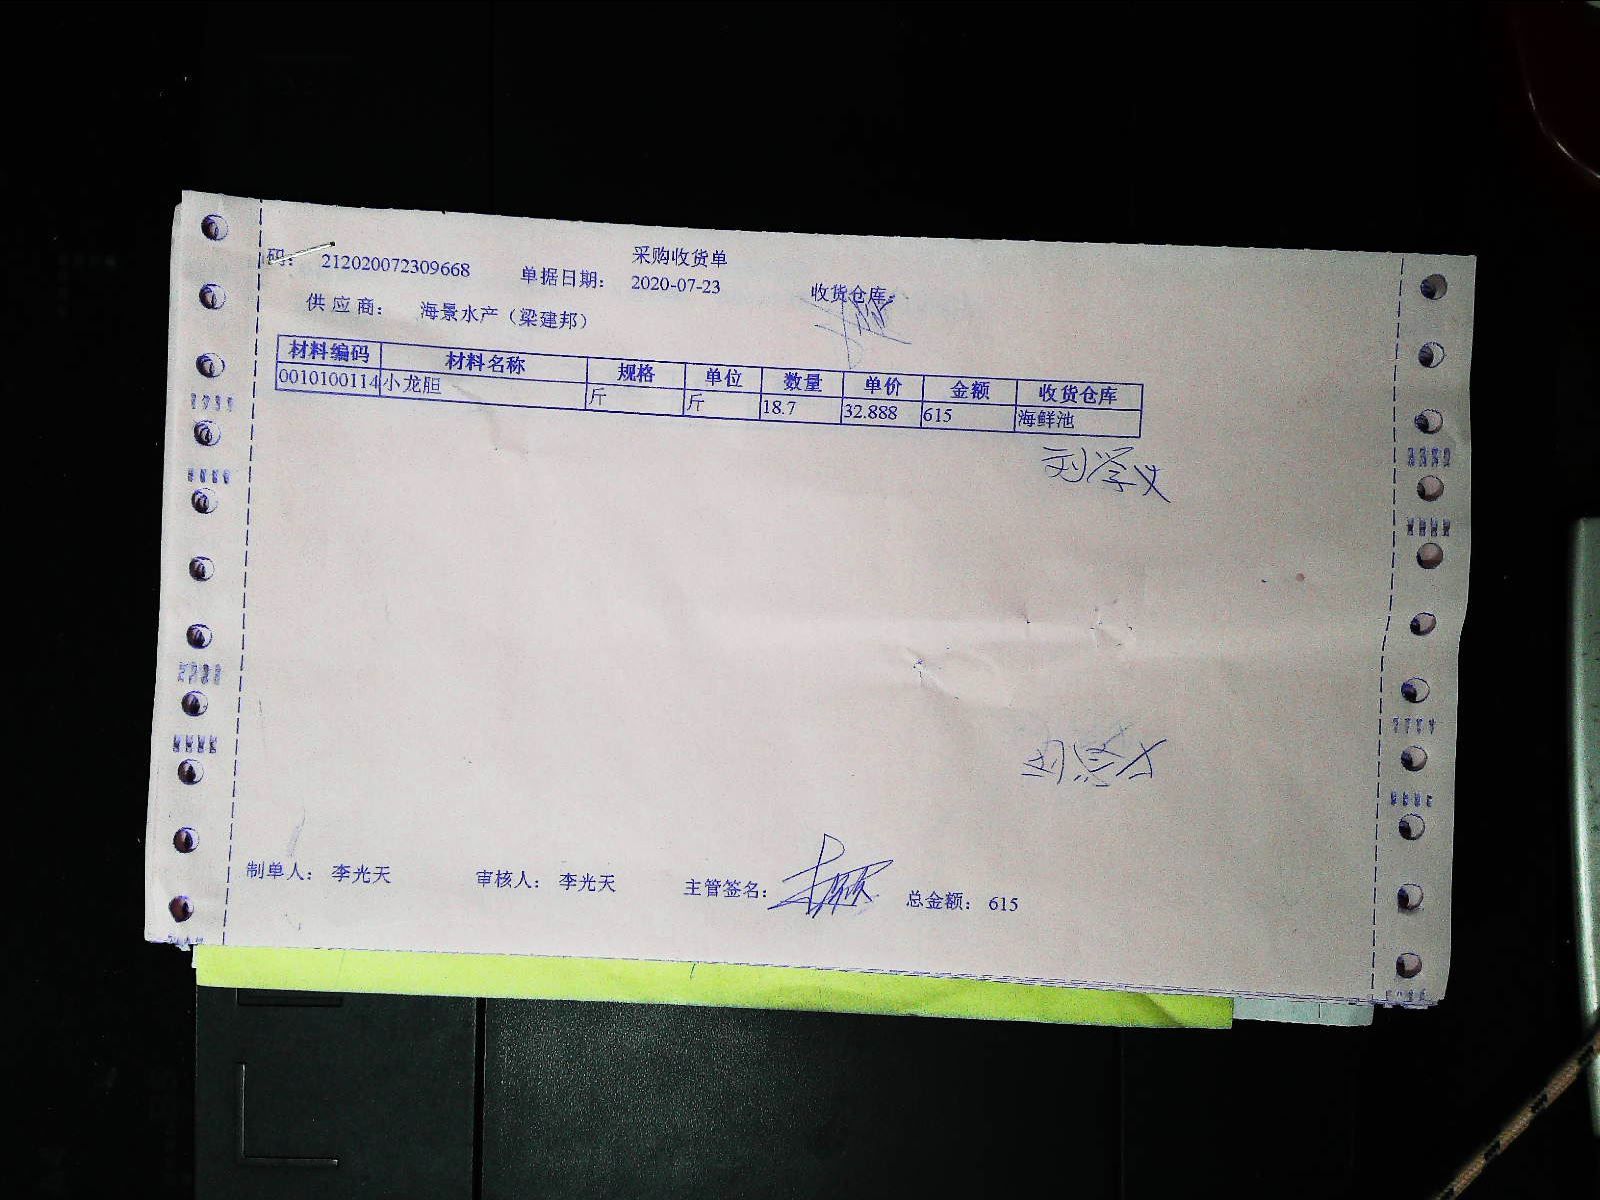 采购收货单
码： 212020072309668 单据日期： 2020-07-23 收货仓库：
供应商： 海景水产（梁建邦）
材料编码 材料名称 规格 单位 数量 单价 金额 收货仓库
0010100114 小龙胆 斤 斤 18.7 32.888 615 海鲜池
刘学义
制单人： 李光天 审核人： 李光天 主管签名： 总金额： 615